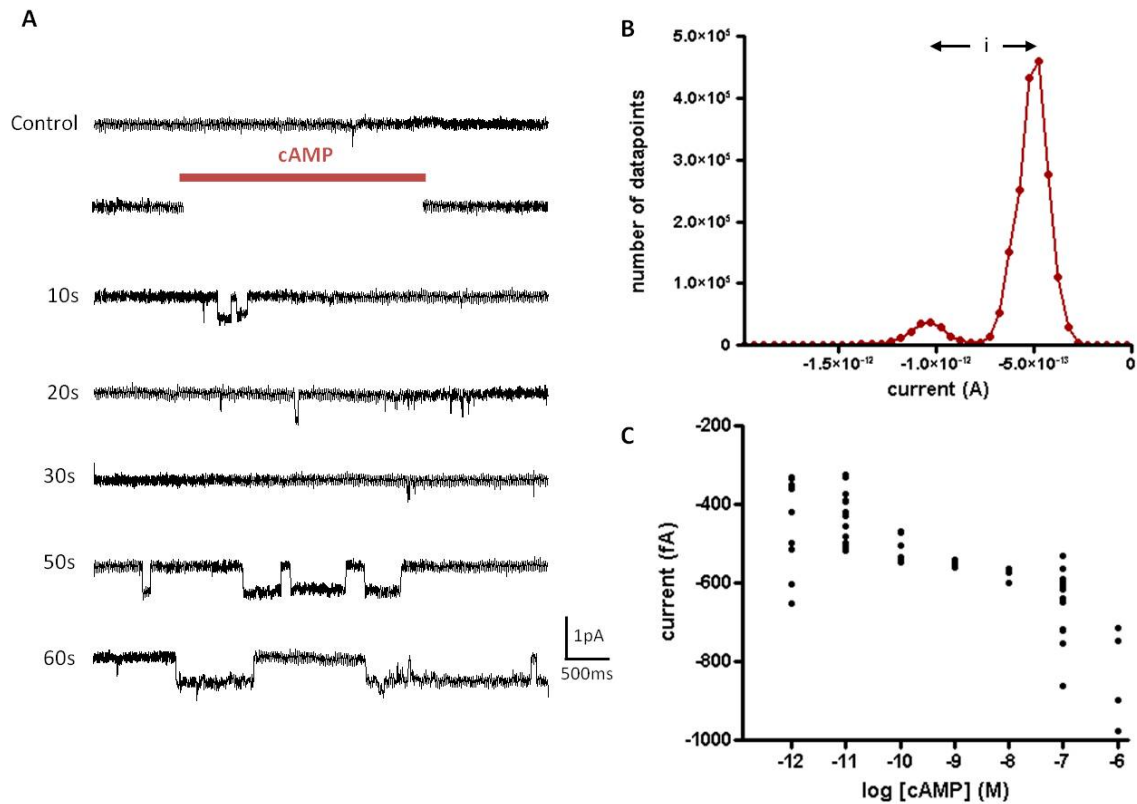 A
Control
cAMP
10s
20s
30s
50s
60s
1pA
500ms
B
i
number of datapoints
5.0×10⁵
4.0×10⁵
3.0×10⁵
2.0×10⁵
1.0×10⁵
0
-1.5×10⁻¹² -1.0×10⁻¹² -5.0×10⁻¹³ 0
current (A)
C
current (fA)
-200
-400
-600
-800
-1000
-12 -11 -10 -9 -8 -7 -6
log [cAMP] (M)